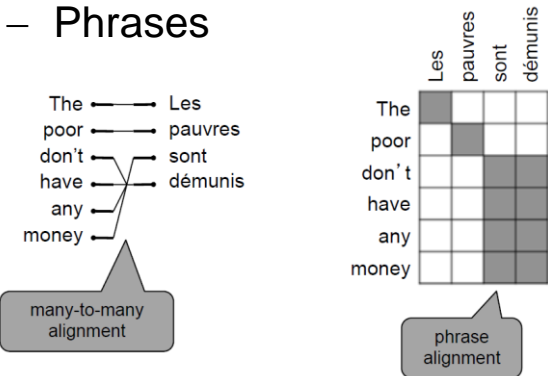 – Phrases
The Les
poor pauvres
don't sont
have démunis
any
money
many-to-many
alignment
Les
pauvres
sont
démunis
The
poor
don't
have
any
money
phrase
alignment